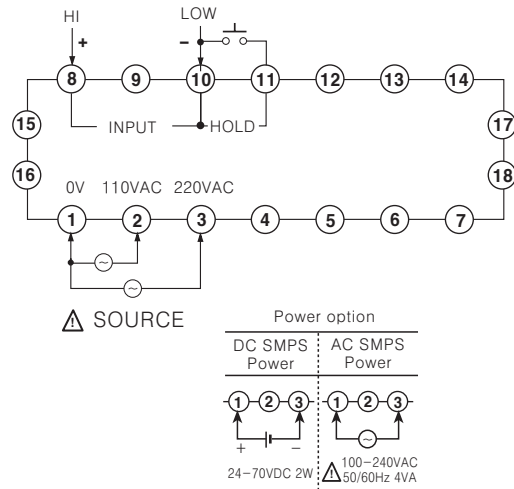 HI
LOW
+
−
8 9 10 11 12 13 14
INPUT
HOLD
15
17
16
18
0V 110VAC 220VAC
1 2 3 4 5 6 7
SOURCE
Power option
DC SMPS
Power
AC SMPS
Power
1 2 3
1 2 3
+ −
24−70VDC 2W
100−240VAC
50/60Hz 4VA